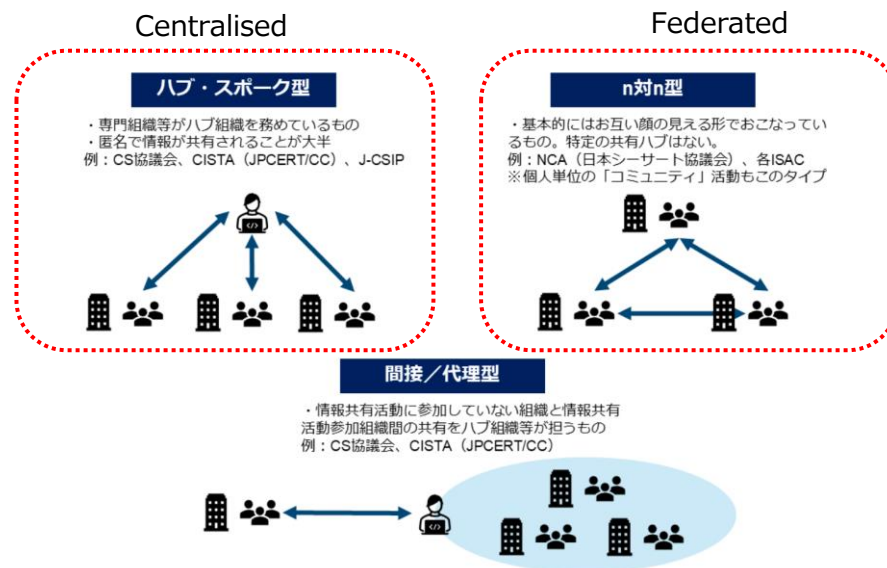 Centralised
Federated
ハブ・スポーク型
・専門組織等がハブ組織を務めているもの
・匿名で情報が共有されることが大半
例：CS協議会、CISTA（JPCERT/CC）、J-CSIP
n対n型
・基本的にはお互い顔の見える形でおこなってい
るもの。特定の共有ハブはない。
例：NCA（日本シーサート協議会）、各ISAC
※個人単位の「コミュニティ」活動もこのタイプ
間接／代理型
・情報共有活動に参加していない組織と情報共有
活動参加組織間の共有をハブ組織等が担うもの
例：CS協議会、CISTA（JPCERT/CC）